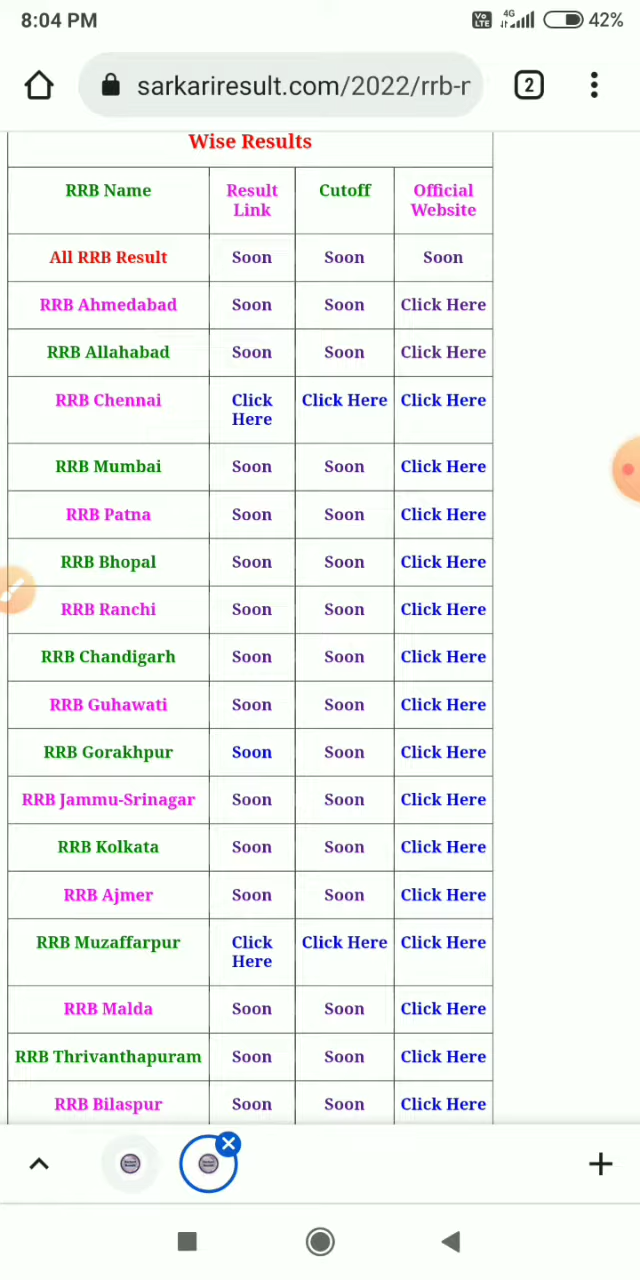 8:04 PM
Vo LTE 4G 42%
sarkariresult.com/2022/rrb-r
2
Wise Results
RRB Name Result Link Cutoff Official Website
All RRB Result Soon Soon Soon
RRB Ahmedabad Soon Soon Click Here
RRB Allahabad Soon Soon Click Here
RRB Chennai Click Here Click Here Click Here
RRB Mumbai Soon Soon Click Here
RRB Patna Soon Soon Click Here
RRB Bhopal Soon Soon Click Here
RRB Ranchi Soon Soon Click Here
RRB Chandigarh Soon Soon Click Here
RRB Guhawati Soon Soon Click Here
RRB Gorakhpur Soon Soon Click Here
RRB Jammu-Srinagar Soon Soon Click Here
RRB Kolkata Soon Soon Click Here
RRB Ajmer Soon Soon Click Here
RRB Muzaffarpur Click Here Click Here Click Here
RRB Malda Soon Soon Click Here
RRB Thrivanthapuram Soon Soon Click Here
RRB Bilaspur Soon Soon Click Here